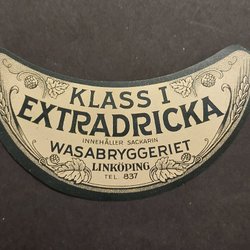 KLASS I
EXTRADRICKA
INNEHÅLLER SACKARIN
WASABRYGGERIET
LINKÖPING
TEL. 837